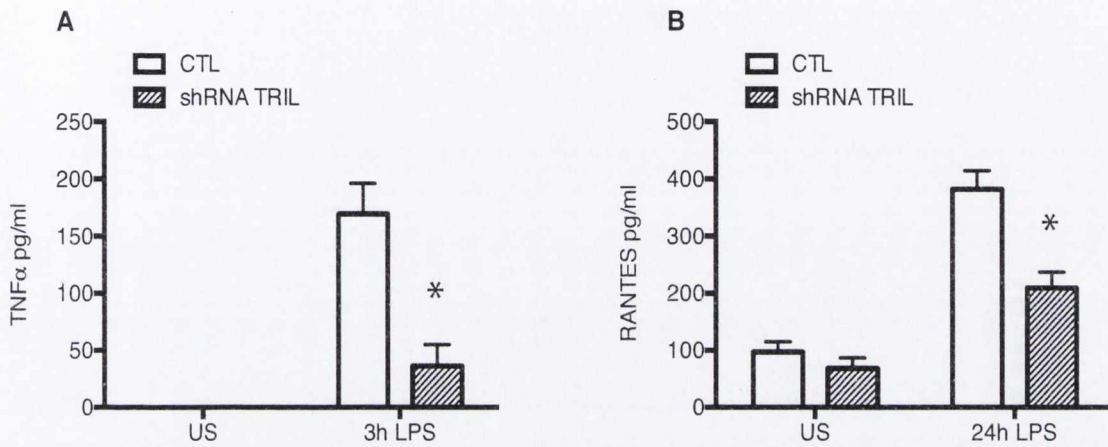 A
CTL
shRNA TRIL
250
200
150
100
50
0
TNFα pg/ml
*
US
3h LPS
B
CTL
shRNA TRIL
500
400
300
200
100
0
RANTES pg/ml
*
US
24h LPS